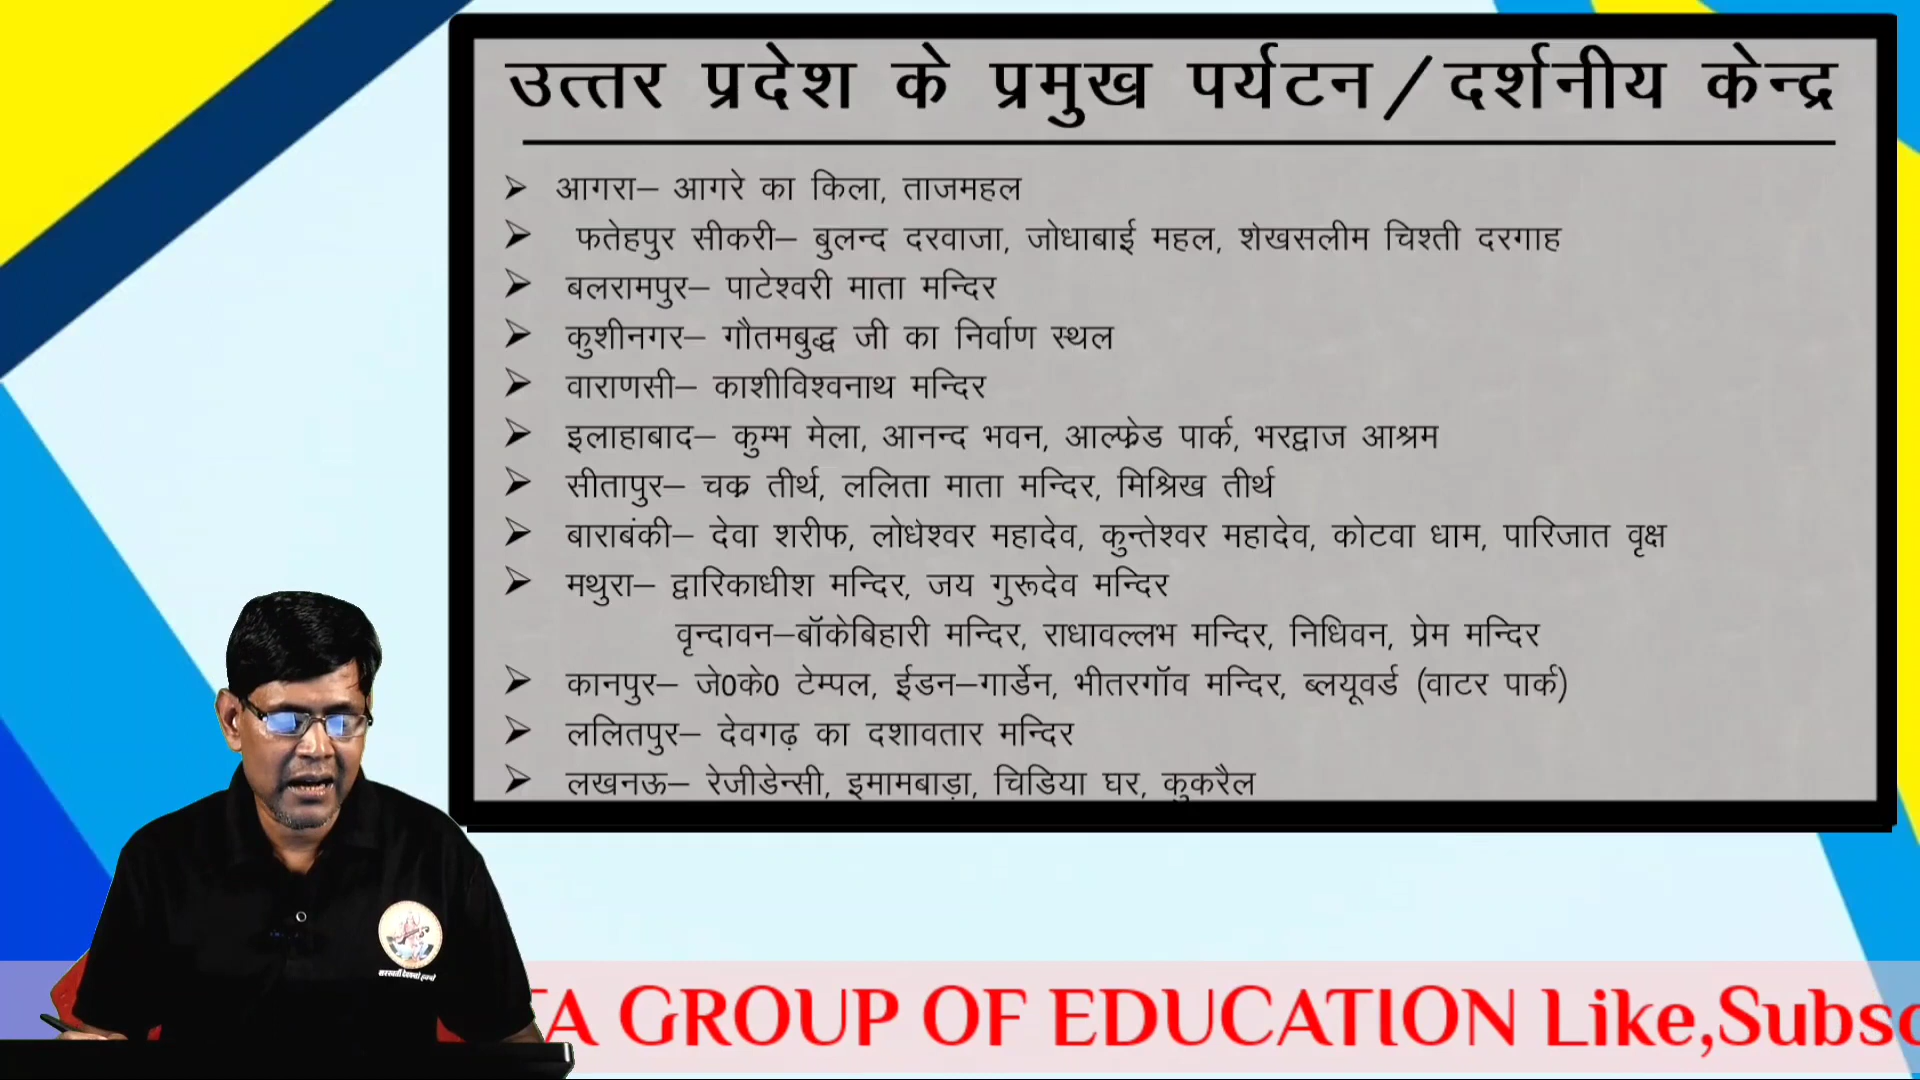 उत्तर प्रदेश के प्रमुख पर्यटन/दर्शनीय केन्द्र
➢ आगरा– आगरे का किला, ताजमहल
➢ फतेहपुर सीकरी– बुलन्द दरवाजा, जोधाबाई महल, शेखसलीम चिश्ती दरगाह
➢ बलरामपुर– पाटेश्वरी माता मन्दिर
➢ कुशीनगर– गौतमबुद्ध जी का निर्वाण स्थल
➢ वाराणसी– काशीविश्वनाथ मन्दिर
➢ इलाहाबाद– कुम्भ मेला, आनन्द भवन, आल्फ्रेड पार्क, भरद्वाज आश्रम
➢ सीतापुर– चक्र तीर्थ, ललिता माता मन्दिर, मिश्रिख तीर्थ
➢ बाराबंकी– देवा शरीफ, लोधेश्वर महादेव, कुन्तेश्वर महादेव, कोटवा धाम, पारिजात वृक्ष
➢ मथुरा– द्वारिकाधीश मन्दिर, जय गुरूदेव मन्दिर
वृन्दावन–बॉकेबिहारी मन्दिर, राधावल्लभ मन्दिर, निधिवन, प्रेम मन्दिर
➢ कानपुर– जे0के0 टेम्पल, ईडन–गार्डेन, भीतरगॉव मन्दिर, ब्लयूवर्ड (वाटर पार्क)
➢ ललितपुर– देवगढ़ का दशावतार मन्दिर
➢ लखनऊ– रेजीडेन्सी, इमामबाड़ा, चिडिया घर, कुकरैल
TA GROUP OF EDUCATION Like,Subsc